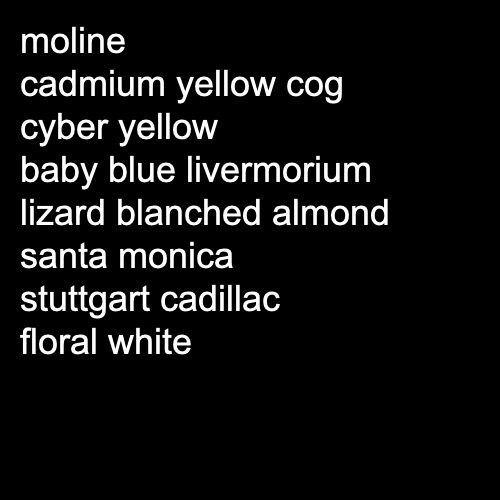 moline
cadmium yellow cog
cyber yellow
baby blue livermorium
lizard blanched almond
santa monica
stuttgart cadillac
floral white